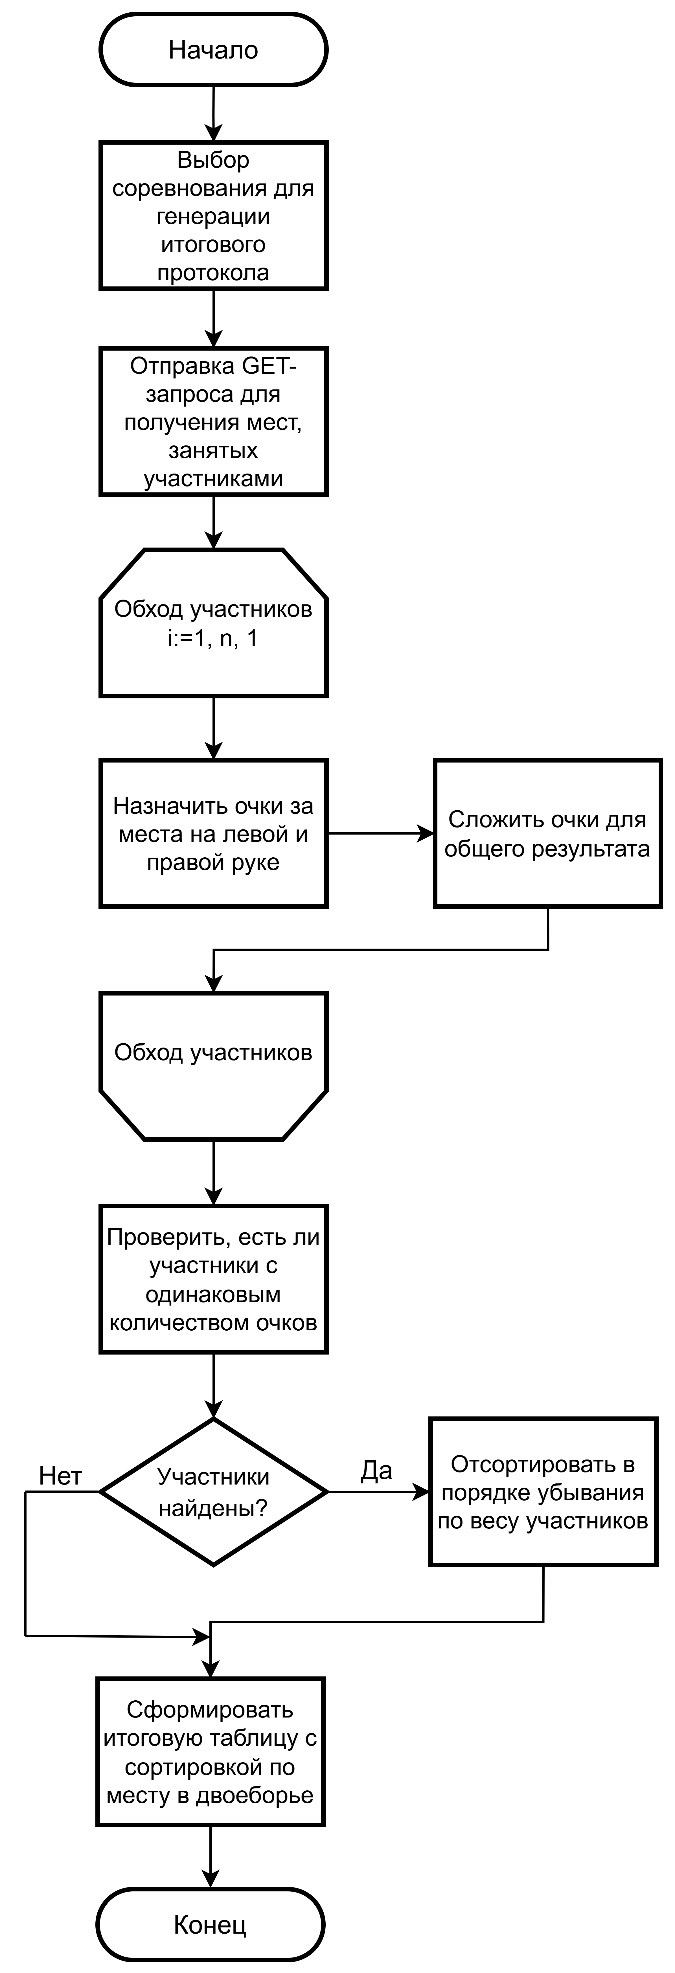 Начало
Выбор
соревнования для
генерации
итогового
протокола
Отправка GET-
запроса для
получения мест,
занятых
участниками
Обход участников
i:=1, n, 1
Назначить очки за
места на левой и
правой руке
Сложить очки для
общего результата
Обход участников
Проверить, есть ли
участники с
одинаковым
количеством очков
Нет
Участники
найдены?
Да
Отсортировать в
порядке убывания
по весу участников
Сформировать
итоговую таблицу с
сортировкой по
месту в двоеборье
Конец